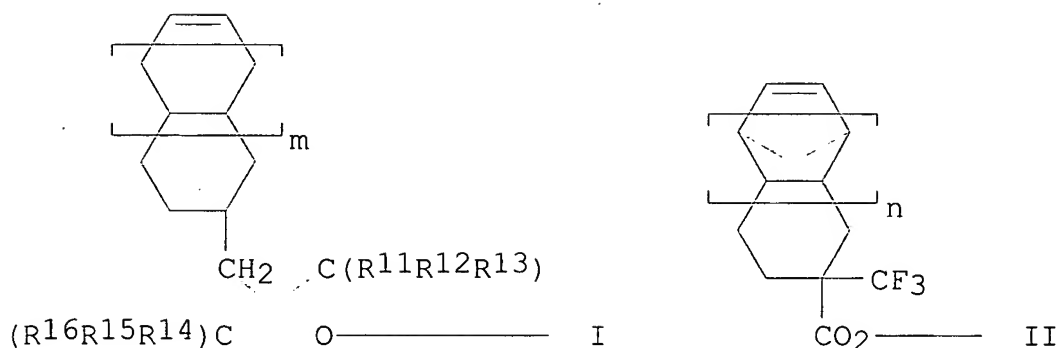 m
n
CH2 C(R11R12R13)
CF3
(R16R15R14)C O I
CO2 II